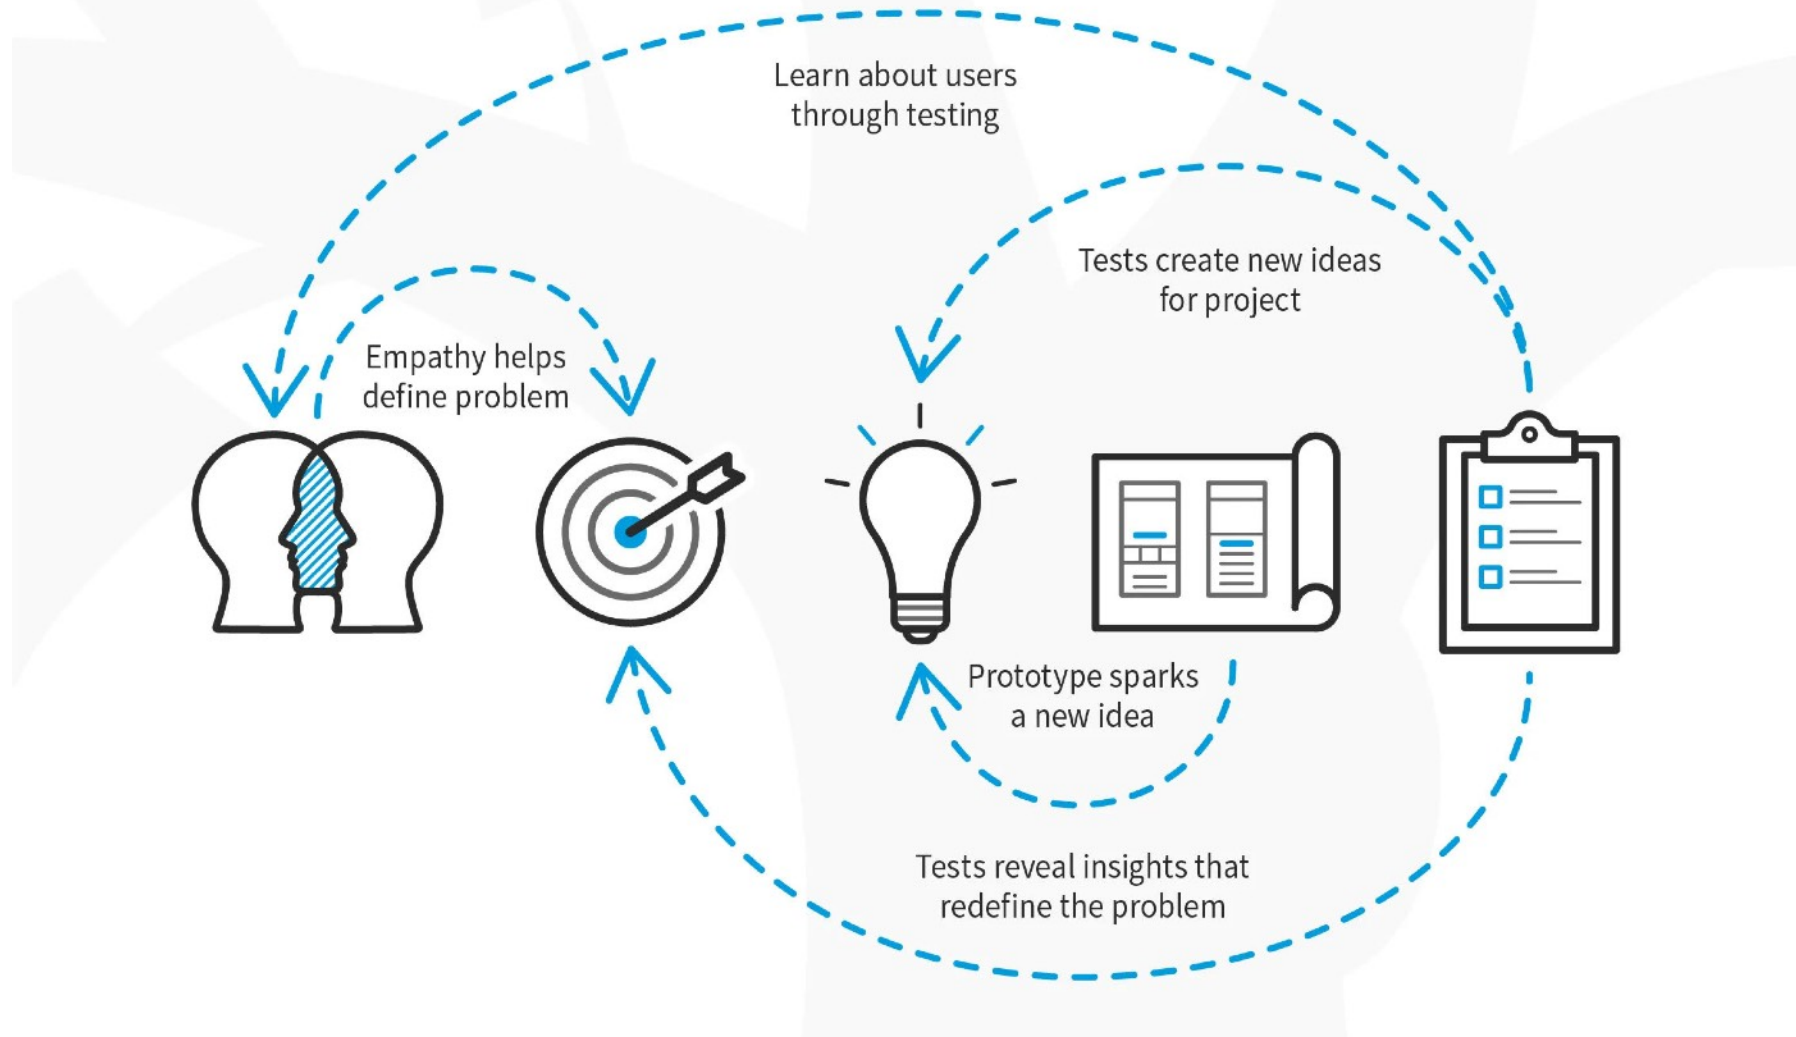 Learn about users
through testing
Tests create new ideas
for project
Empathy helps
define problem
Prototype sparks
a new idea
Tests reveal insights that
redefine the problem